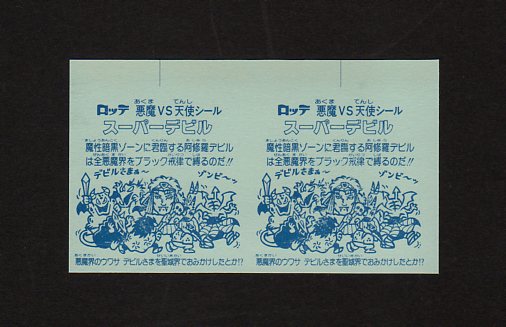 ロッテ 悪魔VS天使シール
スーパーデビル
魔性暗黒ゾーンに君臨する阿修羅デビル
は全悪魔界をブラック戒律で縛るのだ!!
デビルさまぁ〜 ゾンビ〜ッ
悪魔界のウワサ デビルさまを聖城界でおみかけしたとか!?
ロッテ 悪魔VS天使シール
スーパーデビル
魔性暗黒ゾーンに君臨する阿修羅デビル
は全悪魔界をブラック戒律で縛るのだ!!
デビルさまぁ〜 ゾンビ〜ッ
悪魔界のウワサ デビルさまを聖城界でおみかけしたとか!?